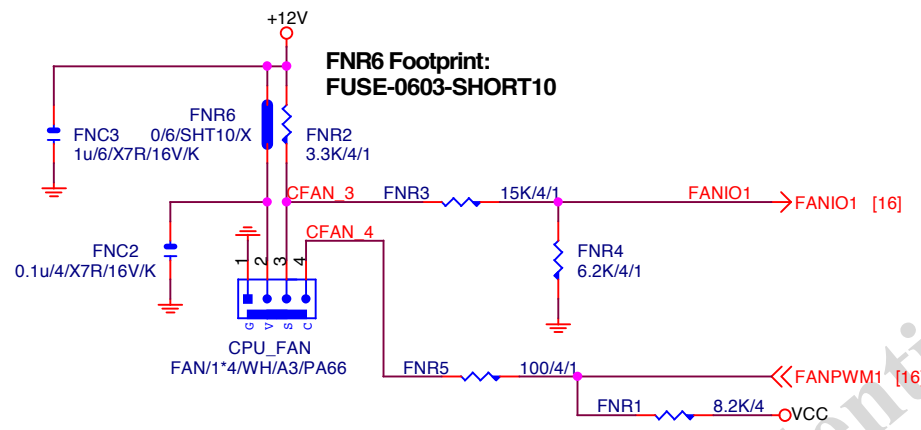 +12V
FNR6 Footprint:
FUSE-0603-SHORT10
FNR6
0/6/SHT10/X
FNC3
1u/6/X7R/16V/K
FNR2
3.3K/4/1
CFAN_3
FNR3
15K/4/1
FANIO1
FANIO1 [16]
CFAN_4
FNC2
0.1u/4/X7R/16V/K
FNR4
6.2K/4/1
1
2
3
4
G
V
S
C
CPU_FAN
FAN/1*4/WH/A3/PA66
FNR5
100/4/1
FANPWM1 [16]
FNR1
8.2K/4
VCC